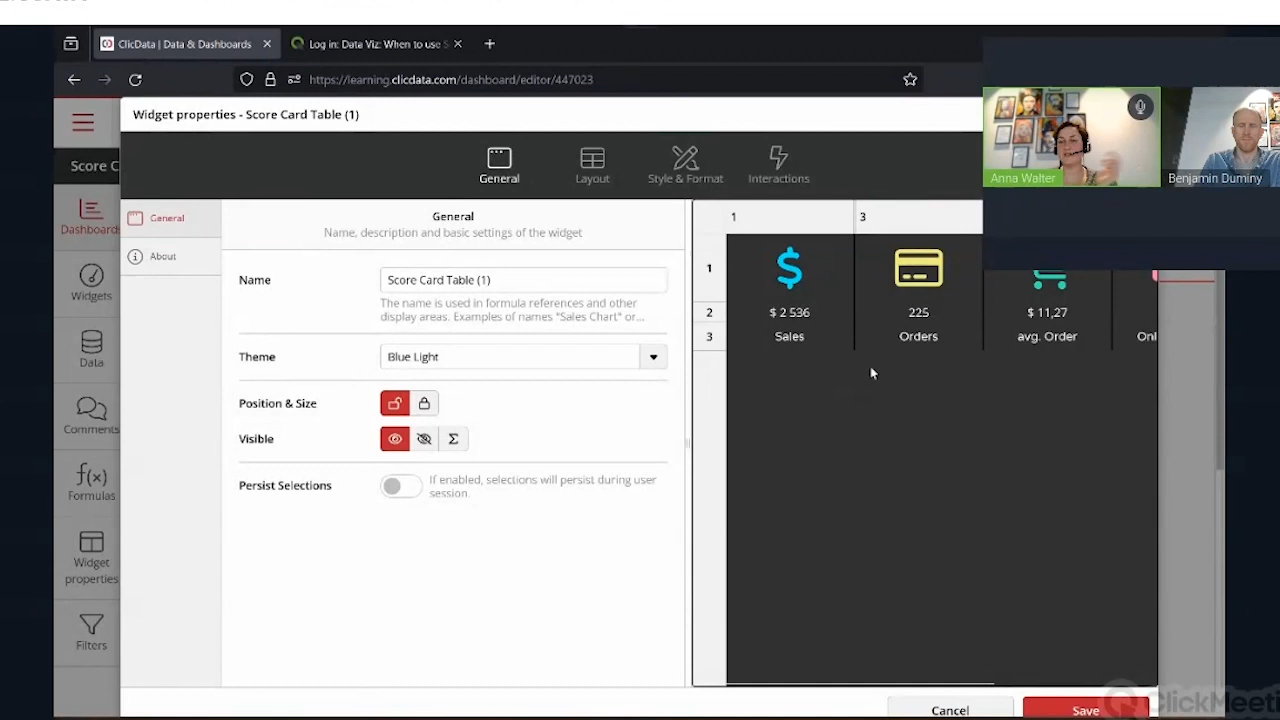 ClicData | Data & Dashboards
Log in: Data Viz: When to use S
https://learning.clicdata.com/dashboard/editor/447023
Widget properties - Score Card Table (1)
Anna Walter
Benjamin Duminy
General
Layout
Style & Format
Interactions
Score C
Dashboards
Widgets
Data
Comments
Formulas
f(x)
Widget
properties
Filters
General
About
General
Name, description and basic settings of the widget
Name
Score Card Table (1)
The name is used in formula references and other
display areas. Examples of names "Sales Chart" or...
Theme
Blue Light
Position & Size
Visible
Σ
Persist Selections
If enabled, selections will persist during user
session.
1
3
1
$
2
$ 2 536
225
$ 11,27
3
Sales
Orders
avg. Order
Onl
Cancel
Save
ClickMeeti